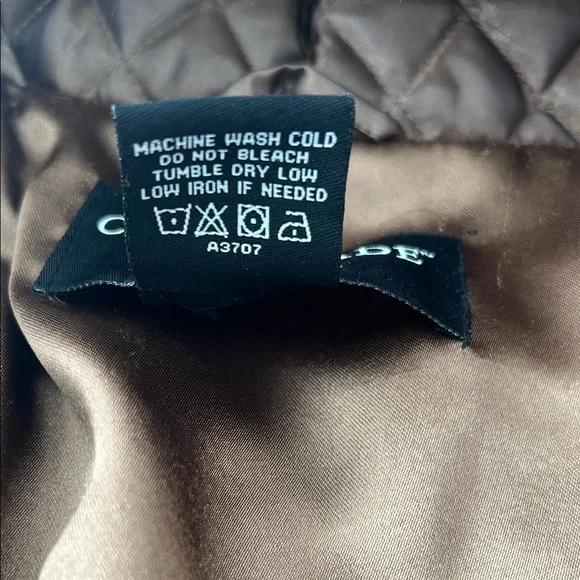 MACHINE WASH COLD
DO NOT BLEACH
TUMBLE DRY LOW
LOW IRON IF NEEDED
A3707